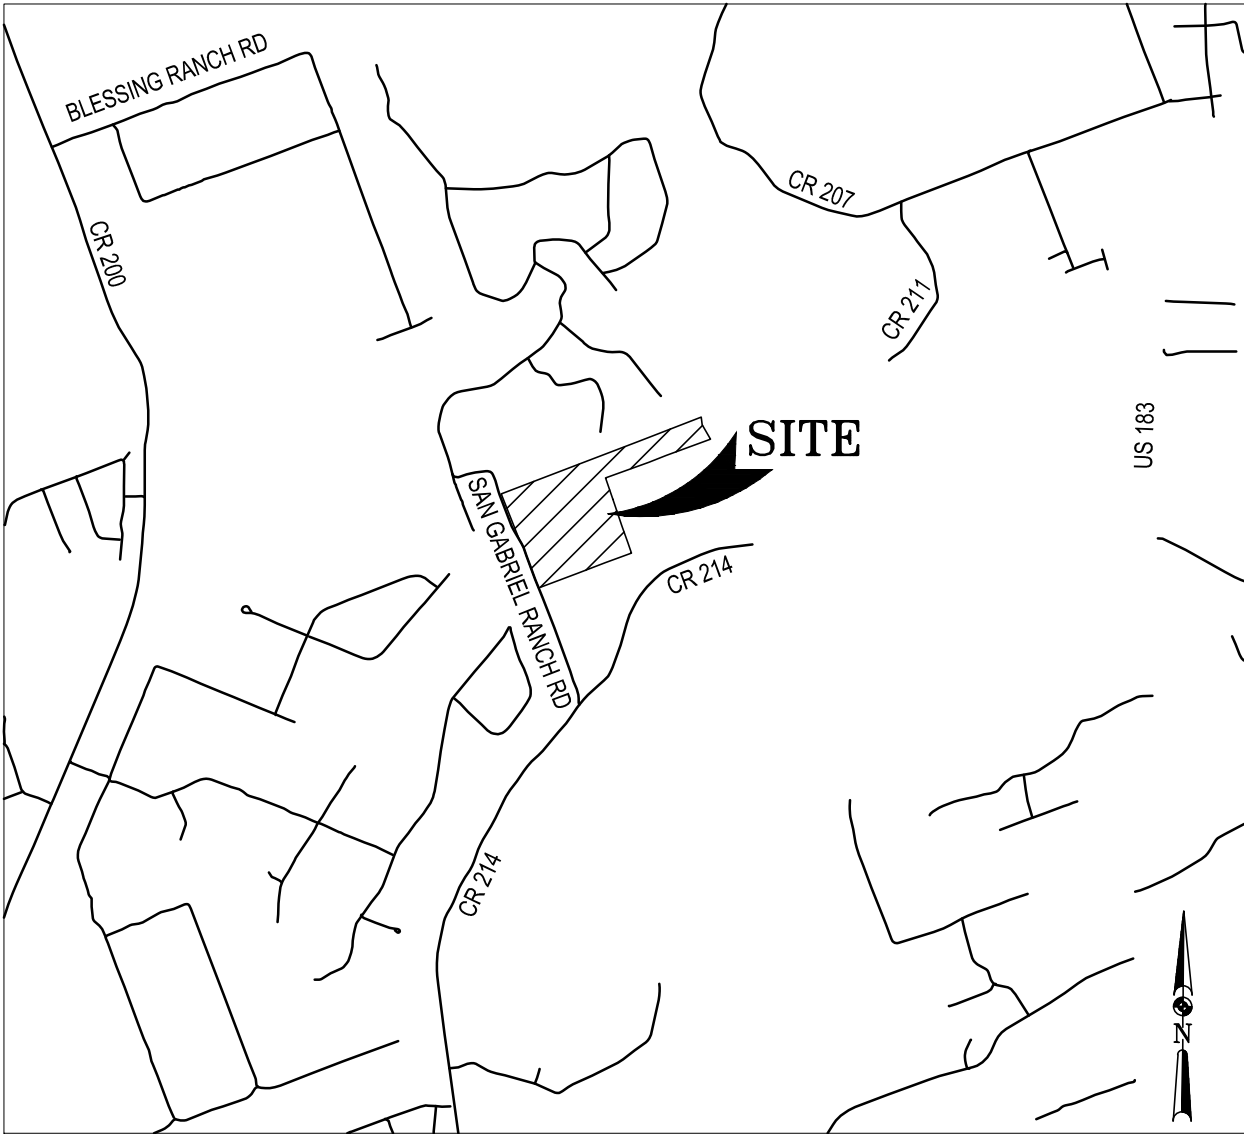 BLESSING RANCH RD
CR 207
CR 200
CR 211
US 183
SITE
SAN GABRIEL RANCH RD
CR 214
CR 214
N